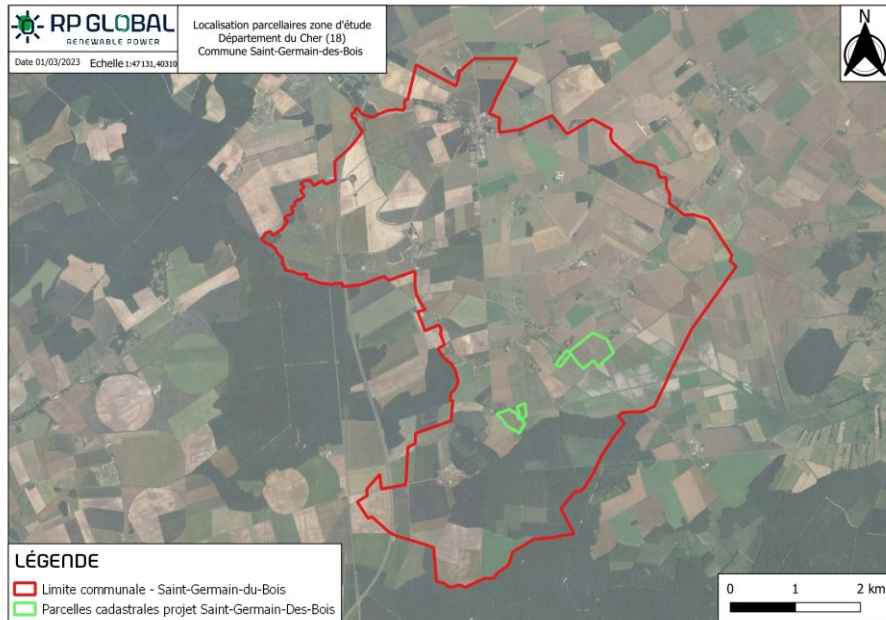 RP GLOBAL
RENEWABLE POWER
Date 01/03/2023 Echelle 1:47131,40310
Localisation parcellaires zone d'étude
Département du Cher (18)
Commune Saint-Germain-des-Bois
N
LÉGENDE
Limite communale - Saint-Germain-du-Bois
Parcelles cadastrales projet Saint-Germain-Des-Bois
0 1 2 km